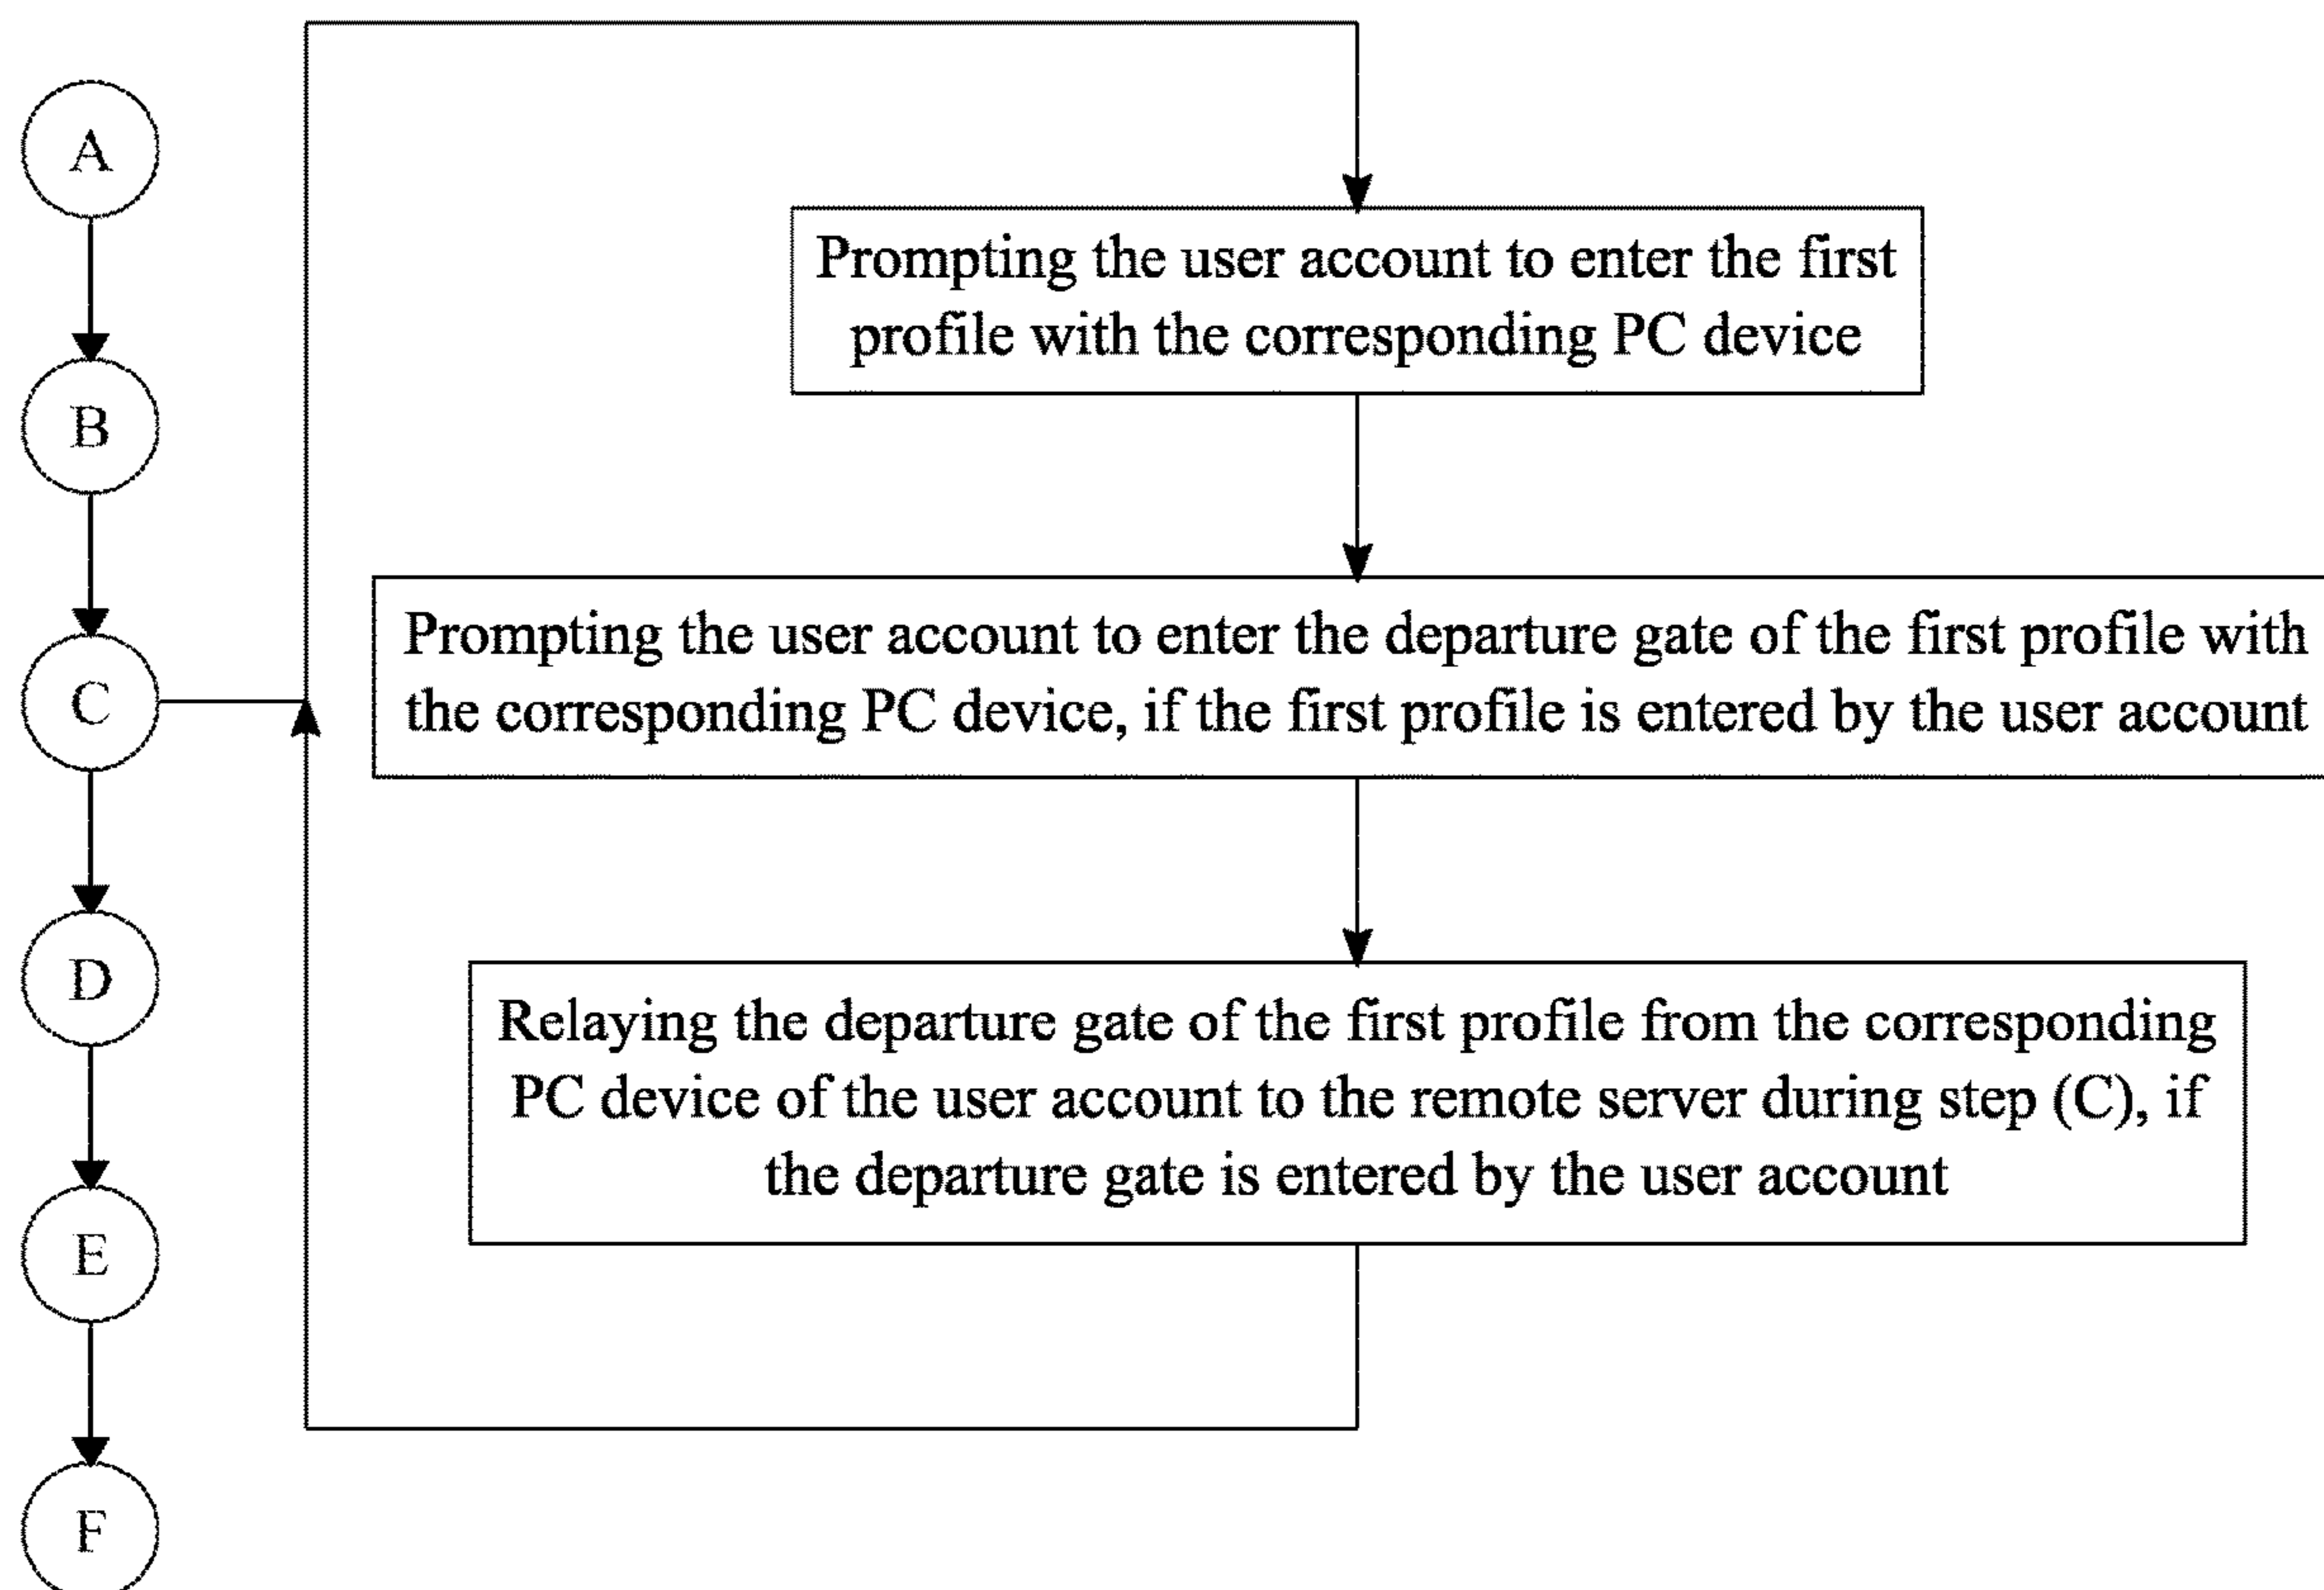 A
B
C
D
E
F
Prompting the user account to enter the first
profile with the corresponding PC device
Prompting the user account to enter the departure gate of the first profile with
the corresponding PC device, if the first profile is entered by the user account
Relaying the departure gate of the first profile from the corresponding
PC device of the user account to the remote server during step (C), if
the departure gate is entered by the user account